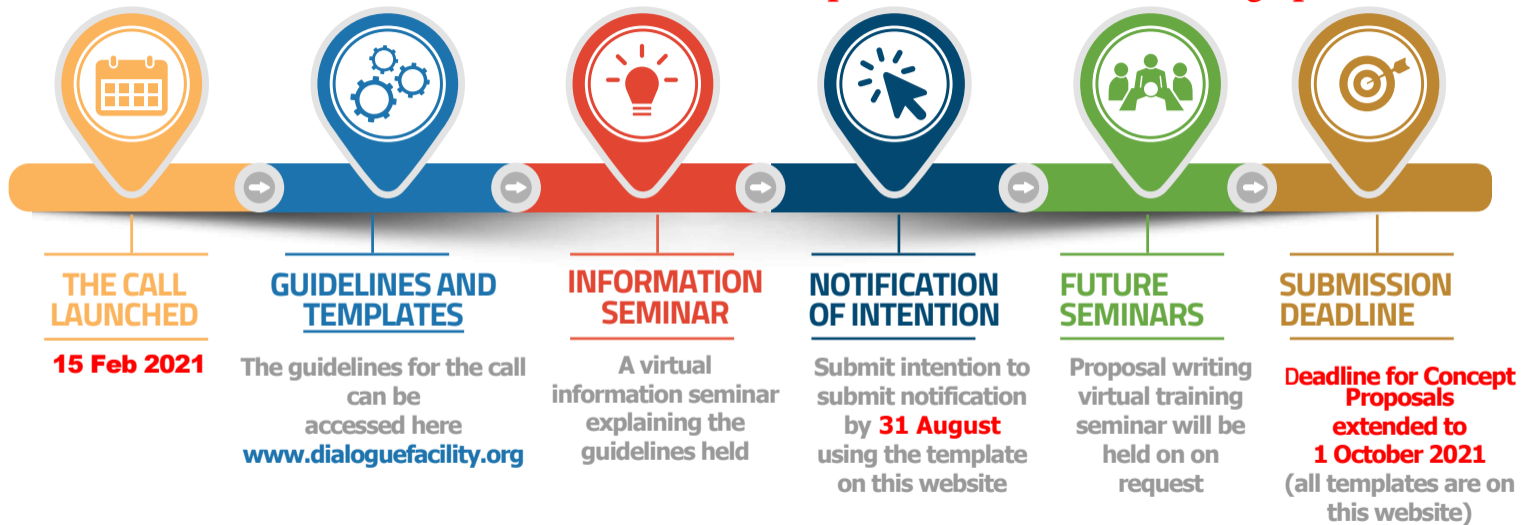 THE CALL
LAUNCHED
15 Feb 2021
GUIDELINES AND
TEMPLATES
The guidelines for the call
can be
accessed here
www.dialoguefacility.org
INFORMATION
SEMINAR
A virtual
information seminar
explaining the
guidelines held
NOTIFICATION
OF INTENTION
Submit intention to
submit notification
by 31 August
using the template
on this website
FUTURE
SEMINARS
Proposal writing
virtual training
seminar will be
held on on
request
SUBMISSION
DEADLINE
Deadline for Concept
Proposals
extended to
1 October 2021
(all templates are on
this website)